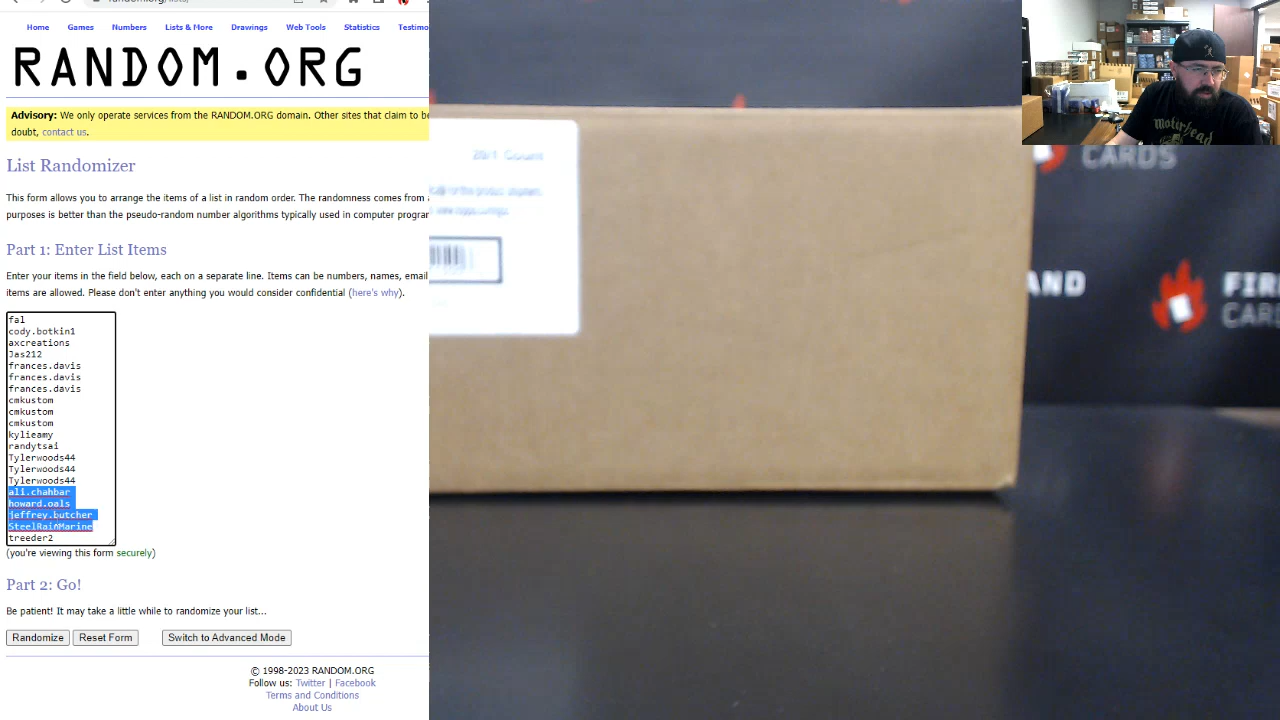 Home Games Numbers Lists & More Drawings Web Tools Statistics Testimo
RANDOM.ORG
Advisory: We only operate services from the RANDOM.ORG domain. Other sites that claim to be
doubt, contact us.
List Randomizer
This form allows you to arrange the items of a list in random order. The randomness comes from
purposes is better than the pseudo-random number algorithms typically used in computer progra
Part 1: Enter List Items
Enter your items in the field below, each on a separate line. Items can be numbers, names, email
items are allowed. Please don't enter anything you would consider confidential (here's why).
fal
cody.botkin1
axcreations
Jas212
frances.davis
frances.davis
frances.davis
cmkustom
cmkustom
cmkustom
kylieamy
randytsai
Tylerwoods44
Tylerwoods44
Tylerwoods44
ali.chahbar
howard.oals
jeffrey.butcher
SteelRainMarine
treeder2
(you're viewing this form securely)
Part 2: Go!
Be patient! It may take a little while to randomize your list...
Randomize Reset Form Switch to Advanced Mode
© 1998-2023 RANDOM.ORG
Follow us: Twitter | Facebook
Terms and Conditions
About Us
Count
Motörhead
CARDS
AND
FIR
CARDS